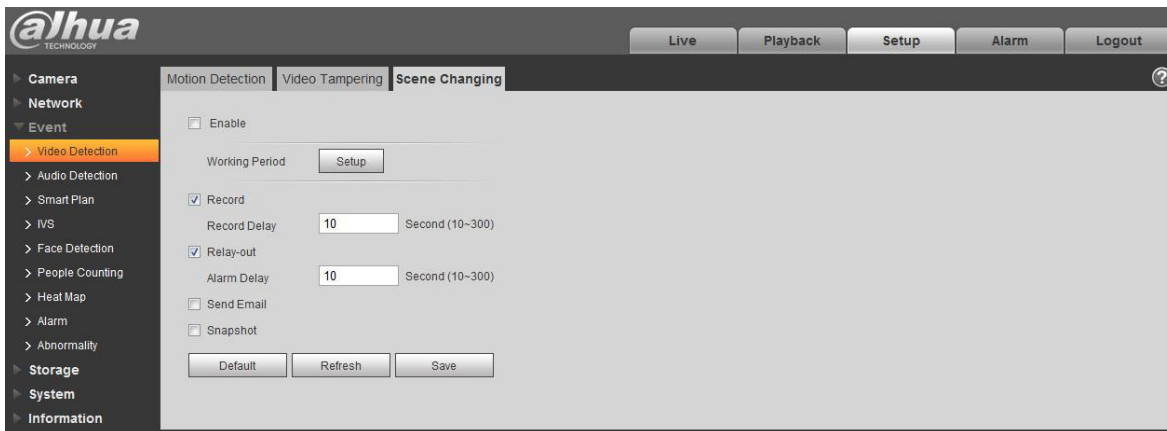 alhua
TECHNOLOGY
Live Playback Setup Alarm Logout
Camera
Network
Event
> Video Detection
> Audio Detection
> Smart Plan
> IVS
> Face Detection
> People Counting
> Heat Map
> Alarm
> Abnormality
Storage
System
Information
Motion Detection Video Tampering Scene Changing ?
Enable
Working Period Setup
Record
Record Delay 10 Second (10~300)
Relay-out
Alarm Delay 10 Second (10~300)
Send Email
Snapshot
Default Refresh Save